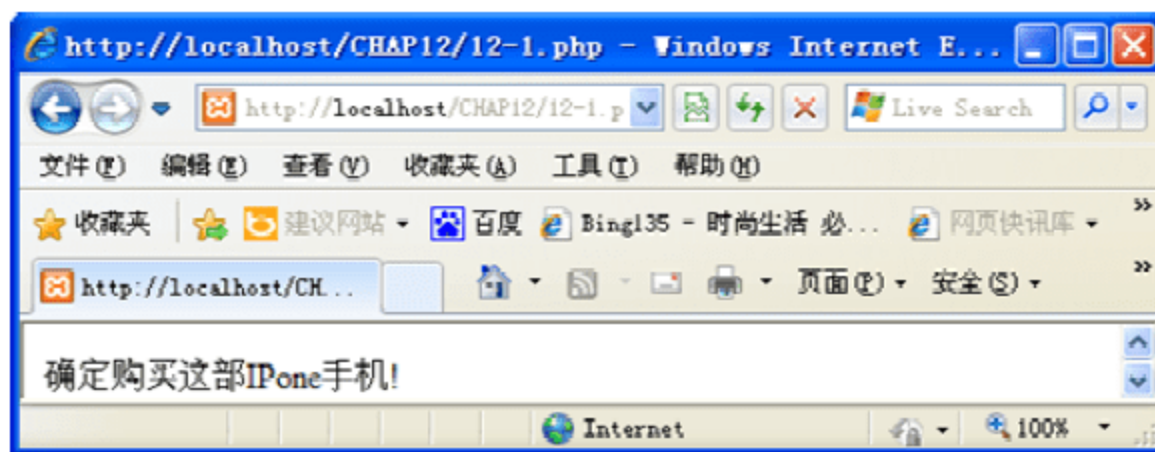 http://localhost/CHAP12/12-1.php - Windows Internet E...
http://localhost/CHAP12/12-1.p Live Search
文件(F) 编辑(E) 查看(V) 收藏夹(A) 工具(T) 帮助(H)
收藏夹 建议网站 百度 Bing135 - 时尚生活 必... 网页快讯库
http://localhost/CH... 页面(P) 安全(S)
确定购买这部IPone手机!
Internet 100%